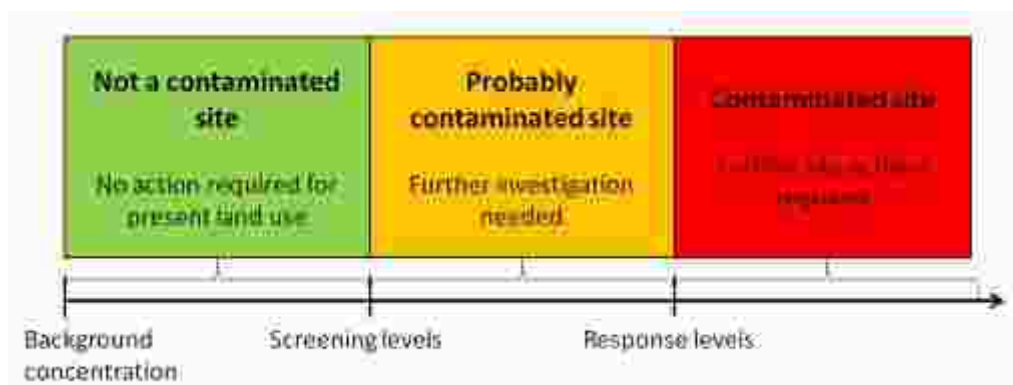 Not a contaminated
site
No action required for
present land use
Probably
contaminated site
Further investigation
needed
Contaminated site
required
Background
concentration
Screening levels
Response levels